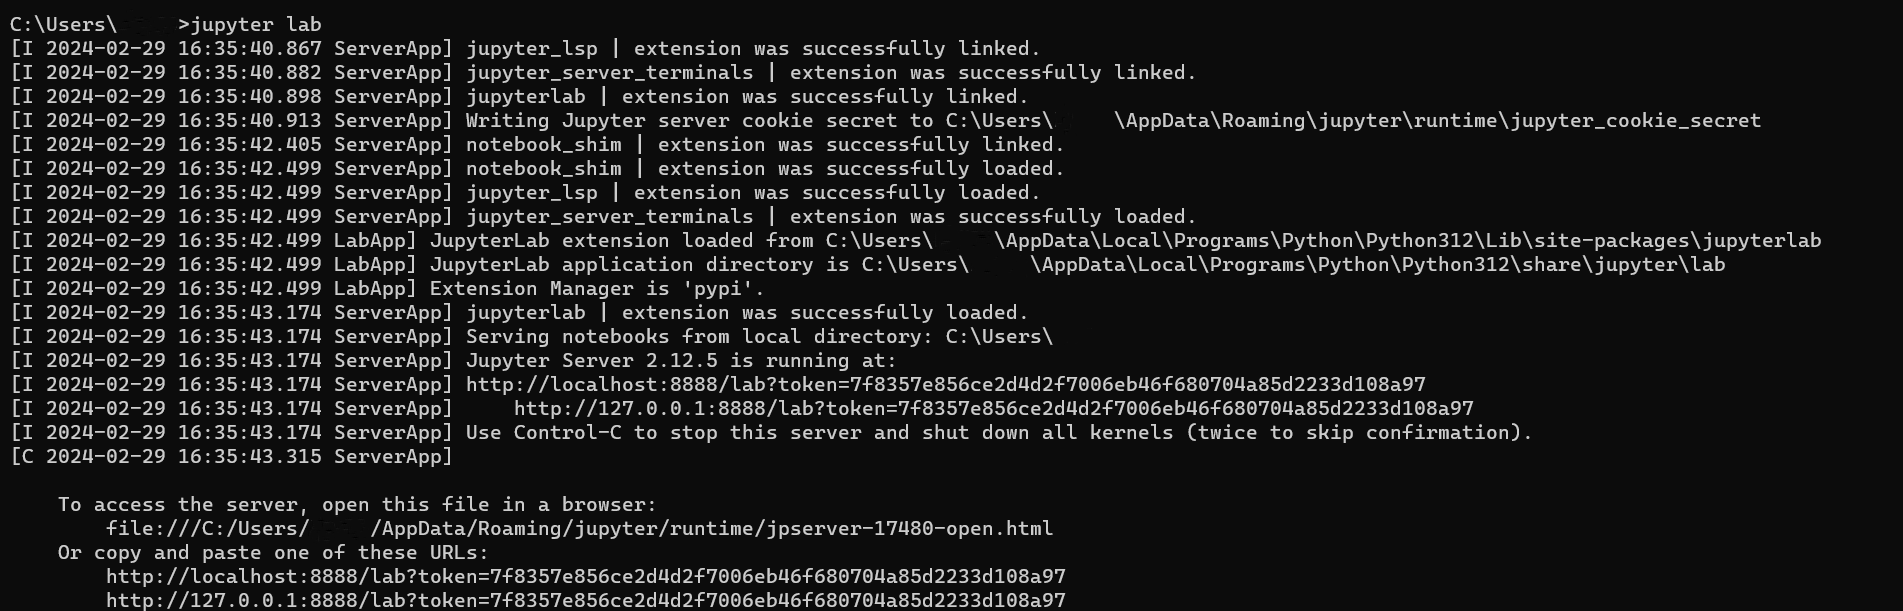 C:\Users\ >jupyter lab
[I 2024-02-29 16:35:40.867 ServerApp] jupyter_lsp | extension was successfully linked.
[I 2024-02-29 16:35:40.882 ServerApp] jupyter_server_terminals | extension was successfully linked.
[I 2024-02-29 16:35:40.898 ServerApp] jupyterlab | extension was successfully linked.
[I 2024-02-29 16:35:40.913 ServerApp] Writing Jupyter server cookie secret to C:\Users\ \AppData\Roaming\jupyter\runtime\jupyter_cookie_secret
[I 2024-02-29 16:35:42.405 ServerApp] notebook_shim | extension was successfully linked.
[I 2024-02-29 16:35:42.499 ServerApp] notebook_shim | extension was successfully loaded.
[I 2024-02-29 16:35:42.499 ServerApp] jupyter_lsp | extension was successfully loaded.
[I 2024-02-29 16:35:42.499 ServerApp] jupyter_server_terminals | extension was successfully loaded.
[I 2024-02-29 16:35:42.499 LabApp] JupyterLab extension loaded from C:\Users\ \AppData\Local\Programs\Python\Python312\Lib\site-packages\jupyterlab
[I 2024-02-29 16:35:42.499 LabApp] JupyterLab application directory is C:\Users\ \AppData\Local\Programs\Python\Python312\share\jupyter\lab
[I 2024-02-29 16:35:42.499 LabApp] Extension Manager is 'pypi'.
[I 2024-02-29 16:35:43.174 ServerApp] jupyterlab | extension was successfully loaded.
[I 2024-02-29 16:35:43.174 ServerApp] Serving notebooks from local directory: C:\Users\
[I 2024-02-29 16:35:43.174 ServerApp] Jupyter Server 2.12.5 is running at:
[I 2024-02-29 16:35:43.174 ServerApp] http://localhost:8888/lab?token=7f8357e856ce2d4d2f7006eb46f680704a85d2233d108a97
[I 2024-02-29 16:35:43.174 ServerApp]     http://127.0.0.1:8888/lab?token=7f8357e856ce2d4d2f7006eb46f680704a85d2233d108a97
[I 2024-02-29 16:35:43.174 ServerApp] Use Control-C to stop this server and shut down all kernels (twice to skip confirmation).
[C 2024-02-29 16:35:43.315 ServerApp]
    To access the server, open this file in a browser:
        file:///C:/Users/ /AppData/Roaming/jupyter/runtime/jpserver-17480-open.html
    Or copy and paste one of these URLs:
        http://localhost:8888/lab?token=7f8357e856ce2d4d2f7006eb46f680704a85d2233d108a97
        http://127.0.0.1:8888/lab?token=7f8357e856ce2d4d2f7006eb46f680704a85d2233d108a97